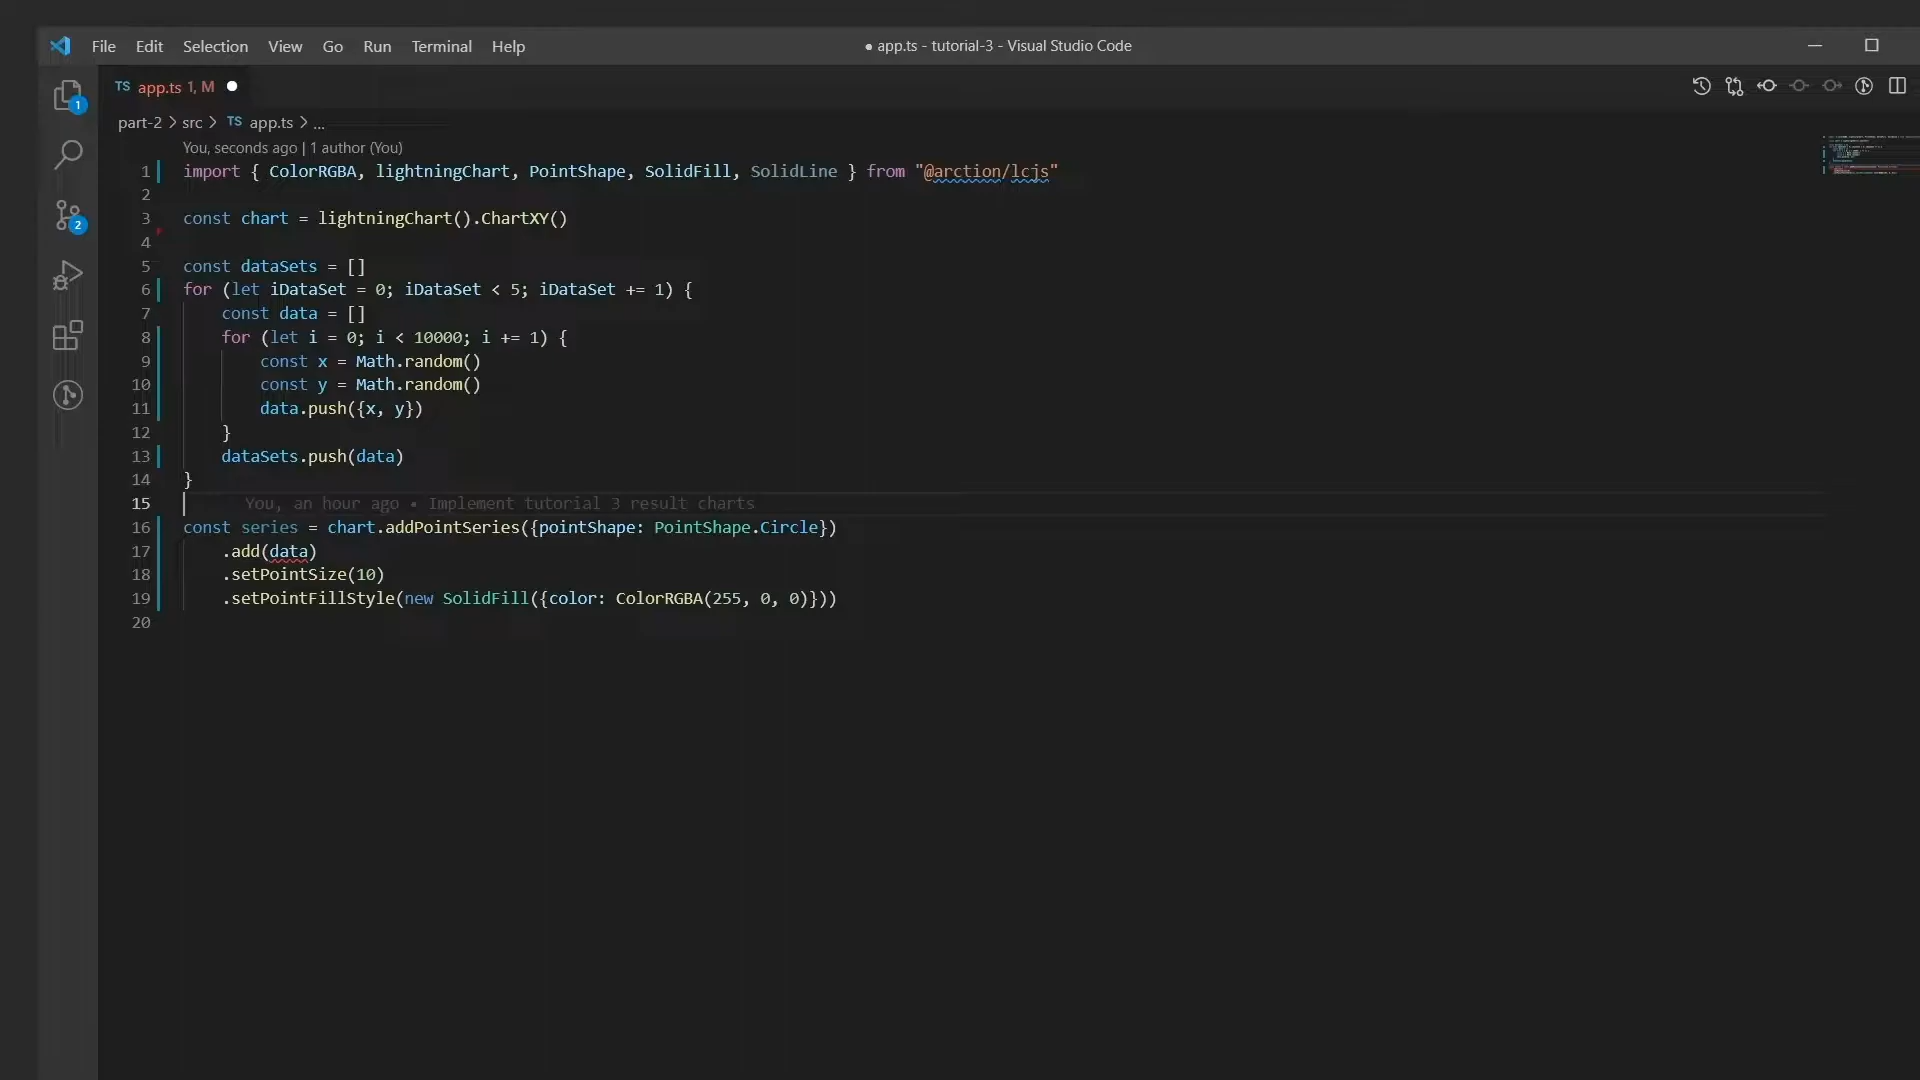 File Edit Selection View Go Run Terminal Help
● app.ts - tutorial-3 - Visual Studio Code
TS app.ts 1, M
part-2 > src > TS app.ts > ...
You, seconds ago | 1 author (You)
1 import { ColorRGBA, lightningChart, PointShape, SolidFill, SolidLine } from "@arction/lcjs"
2
3 const chart = lightningChart().ChartXY()
4
5 const dataSets = []
6 for (let iDataSet = 0; iDataSet < 5; iDataSet += 1) {
7 const data = []
8 for (let i = 0; i < 10000; i += 1) {
9 const x = Math.random()
10 const y = Math.random()
11 data.push({x, y})
12 }
13 dataSets.push(data)
14 }
15 You, an hour ago • Implement tutorial 3 result charts
16 const series = chart.addPointSeries({pointShape: PointShape.Circle})
17 .add(data)
18 .setPointSize(10)
19 .setPointFillStyle(new SolidFill({color: ColorRGBA(255, 0, 0)}))
20
1
2